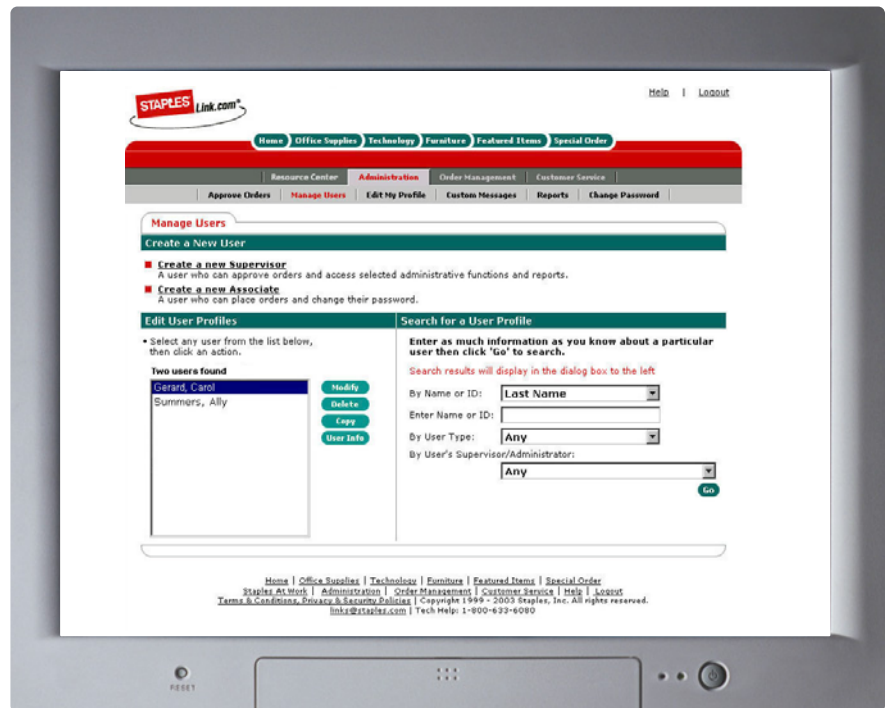 STAPLES Link.com
Help | Logout
Home Office Supplies Technology Furniture Featured Items Special Order
Resource Center Administration Order Management Customer Service
Approve Orders Manage Users Edit My Profile Custom Messages Reports Change Password
Manage Users
Create a New User
Create a new Supervisor
A user who can approve orders and access selected administrative functions and reports.
Create a new Associate
A user who can place orders and change their password.
Edit User Profiles
• Select any user from the list below,
then click an action.
Two users found
Gerard, Carol
Summers, Ally
Modify
Delete
Copy
User Info
Search for a User Profile
Enter as much information as you know about a particular
user then click 'Go' to search.
Search results will display in the dialog box to the left
By Name or ID: Last Name
Enter Name or ID:
By User Type: Any
By User's Supervisor/Administrator:
Any
Go
Home | Office Supplies | Technology | Furniture | Featured Items | Special Order
Staples At Work | Administration | Order Management | Customer Service | Help | Logout
Terms & Conditions, Privacy & Security Policies | Copyright 1999 - 2003 Staples, Inc. All rights reserved.
links@staples.com | Tech Help: 1-800-633-6080
RESET